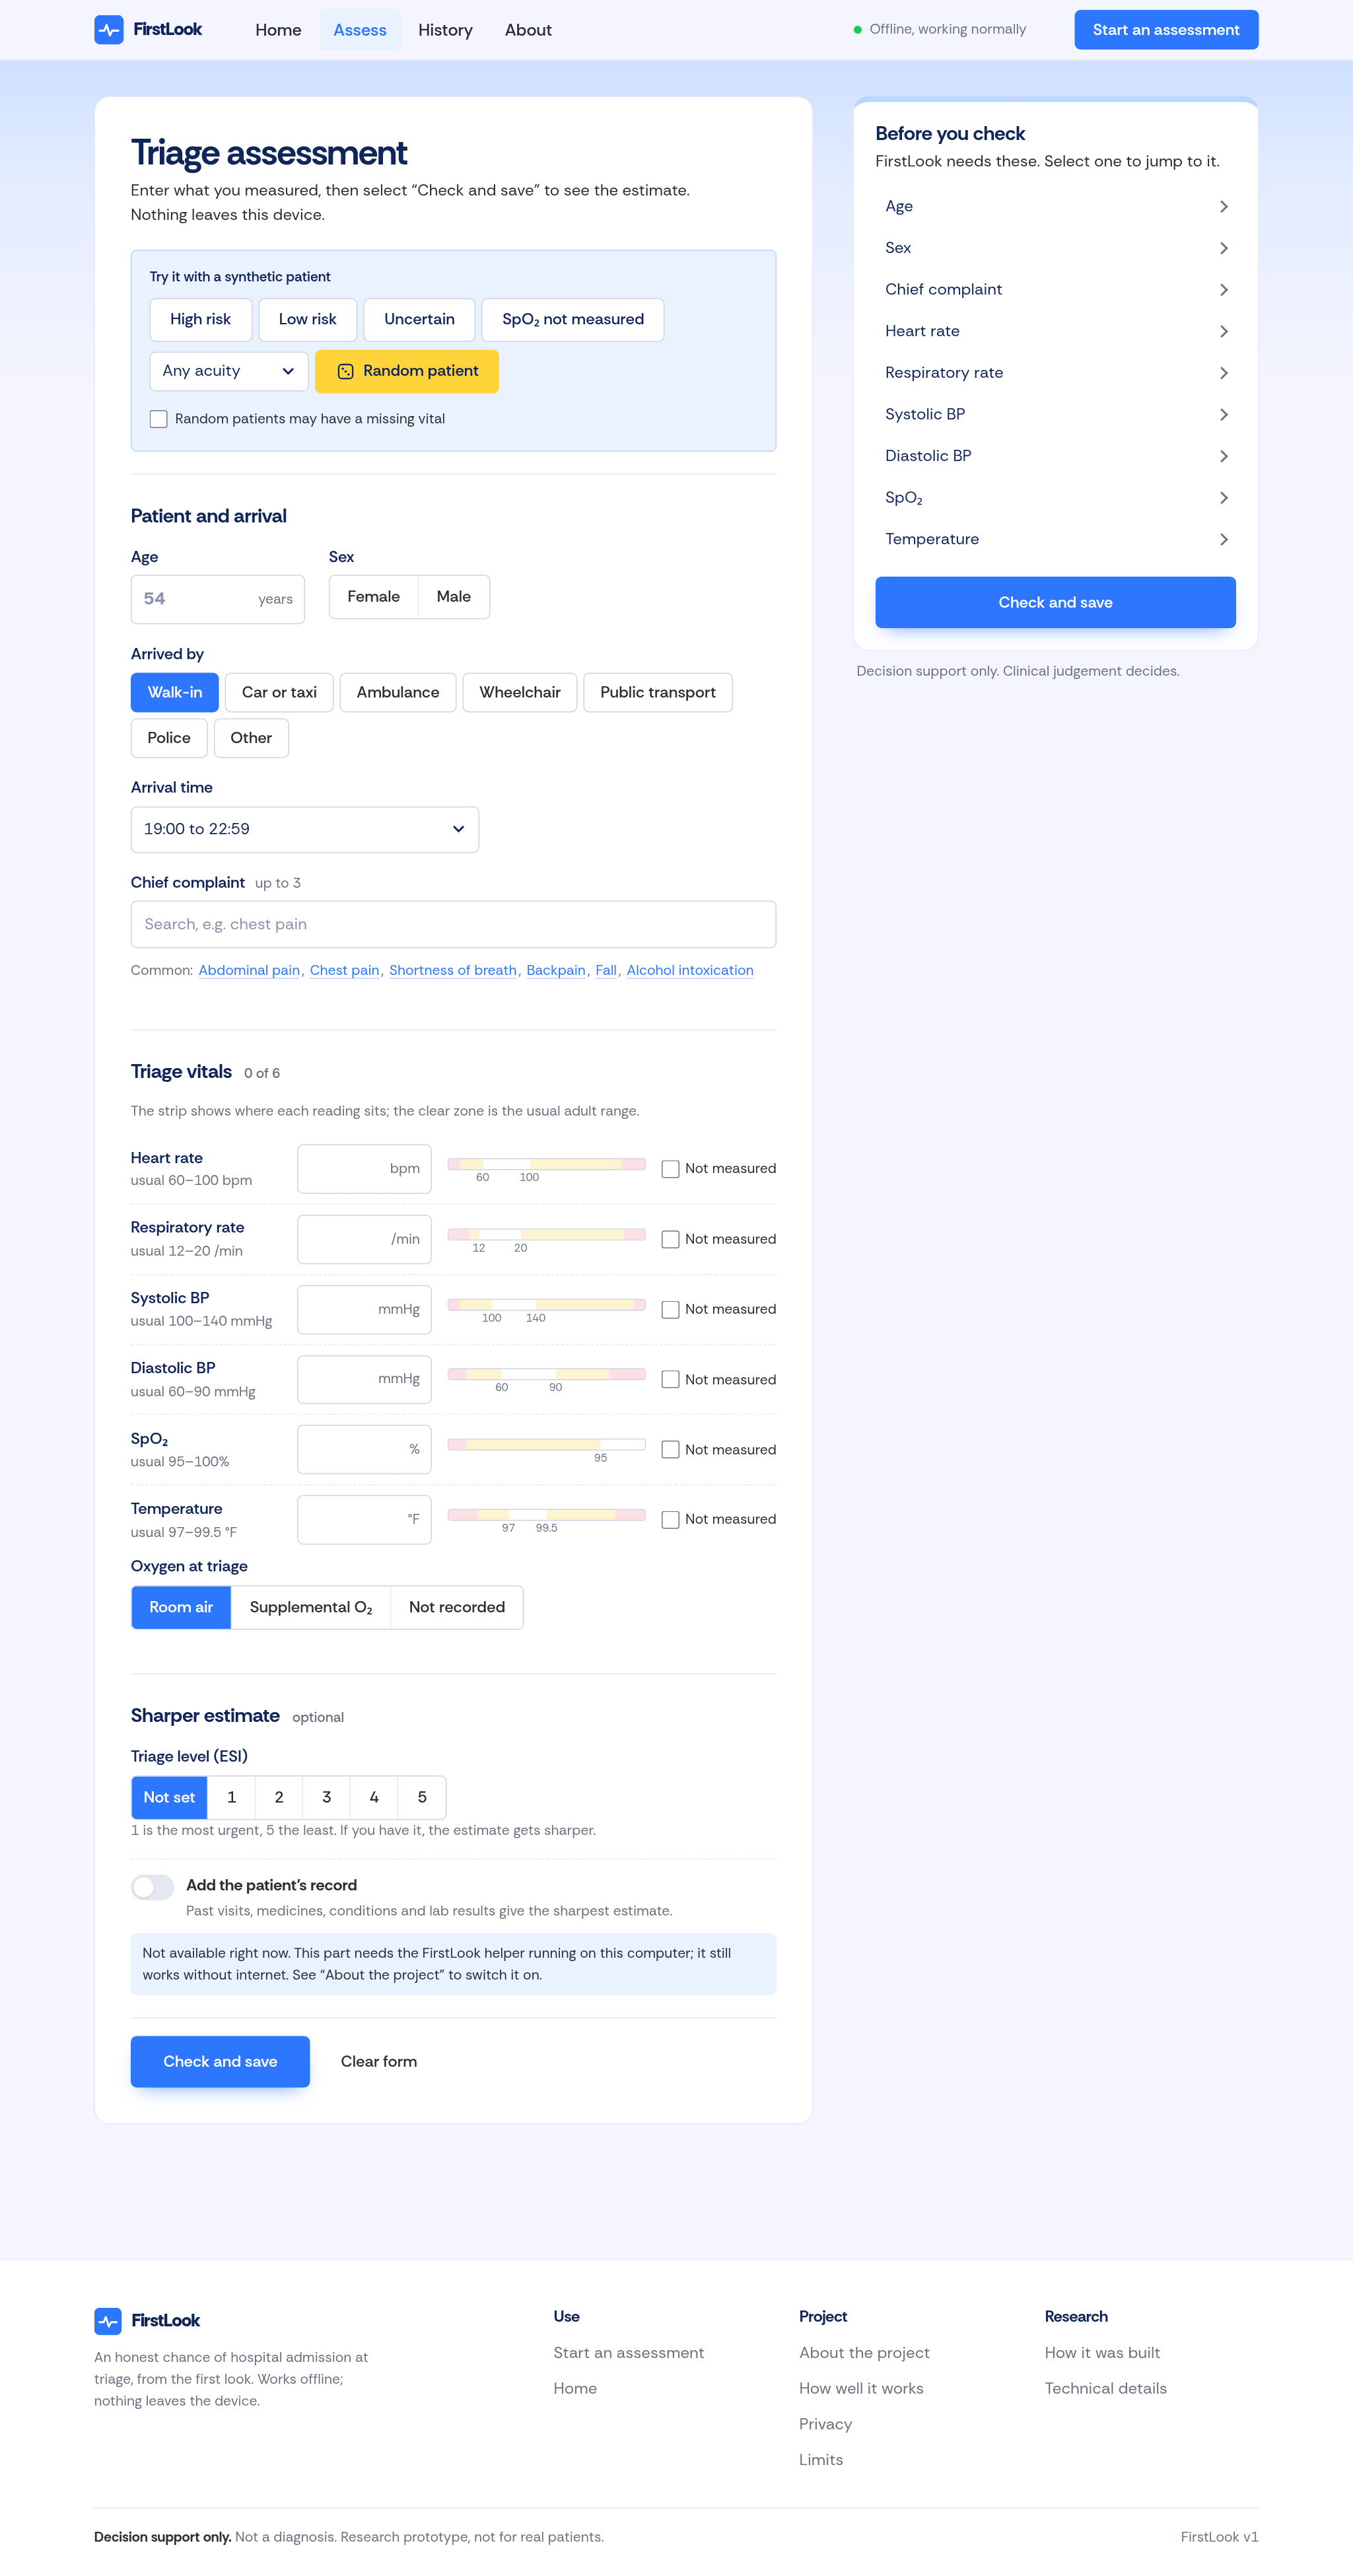 FirstLook
Home
Assess
History
About
Offline, working normally
Start an assessment
Triage assessment
Enter what you measured, then select “Check and save” to see the estimate.
Nothing leaves this device.
Try it with a synthetic patient
High risk
Low risk
Uncertain
SpO₂ not measured
Any acuity
Random patient
Random patients may have a missing vital
Patient and arrival
Age
Sex
54 years
Female
Male
Arrived by
Walk-in
Car or taxi
Ambulance
Wheelchair
Public transport
Police
Other
Arrival time
19:00 to 22:59
Chief complaint up to 3
Search, e.g. chest pain
Common: Abdominal pain, Chest pain, Shortness of breath, Backpain, Fall, Alcohol intoxication
Triage vitals 0 of 6
The strip shows where each reading sits; the clear zone is the usual adult range.
Heart rate
usual 60–100 bpm
bpm
60 100
Not measured
Respiratory rate
usual 12–20 /min
/min
12 20
Not measured
Systolic BP
usual 100–140 mmHg
mmHg
100 140
Not measured
Diastolic BP
usual 60–90 mmHg
mmHg
60 90
Not measured
SpO₂
usual 95–100%
%
95
Not measured
Temperature
usual 97–99.5 °F
°F
97 99.5
Not measured
Oxygen at triage
Room air
Supplemental O₂
Not recorded
Sharper estimate optional
Triage level (ESI)
Not set 1 2 3 4 5
1 is the most urgent, 5 the least. If you have it, the estimate gets sharper.
Add the patient’s record
Past visits, medicines, conditions and lab results give the sharpest estimate.
Not available right now. This part needs the FirstLook helper running on this computer; it still
works without internet. See “About the project” to switch it on.
Check and save
Clear form
Before you check
FirstLook needs these. Select one to jump to it.
Age
Sex
Chief complaint
Heart rate
Respiratory rate
Systolic BP
Diastolic BP
SpO₂
Temperature
Check and save
Decision support only. Clinical judgement decides.
FirstLook
An honest chance of hospital admission at
triage, from the first look. Works offline;
nothing leaves the device.
Use
Start an assessment
Home
Project
About the project
How well it works
Privacy
Limits
Research
How it was built
Technical details
Decision support only. Not a diagnosis. Research prototype, not for real patients.
FirstLook v1